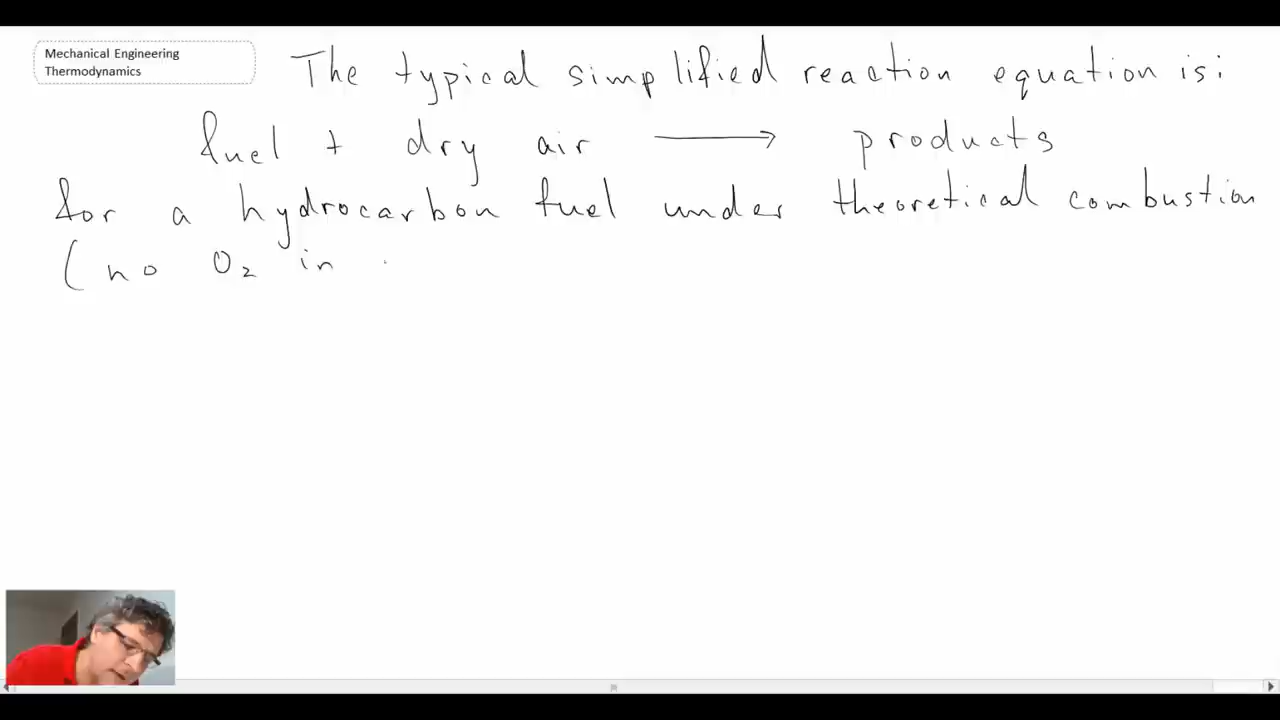 Mechanical Engineering
Thermodynamics
The typical simplified reaction equation is:
fuel + dry air ⟶ products
for a hydrocarbon fuel under theoretical combustion
(no O₂ in